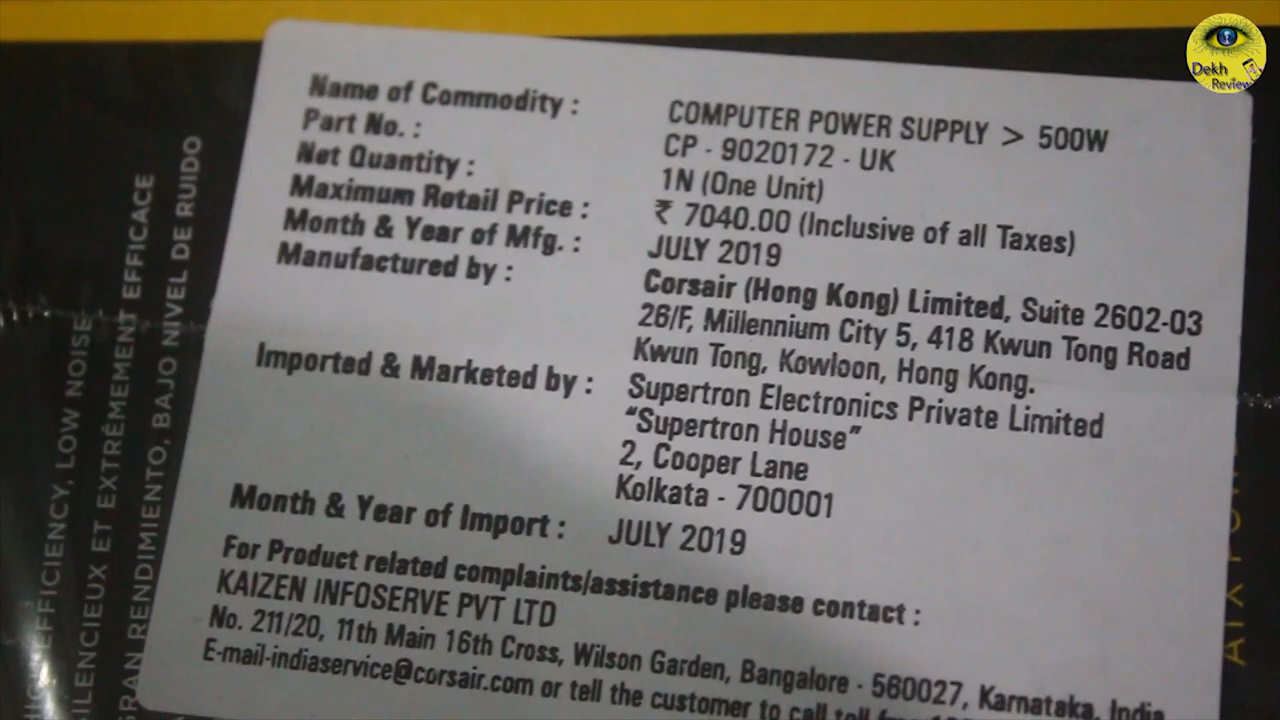 Name of Commodity : COMPUTER POWER SUPPLY > 500W
Part No. : CP - 9020172 - UK
Net Quantity : 1N (One Unit)
Maximum Retail Price : ₹ 7040.00 (Inclusive of all Taxes)
Month & Year of Mfg. : JULY 2019
Manufactured by : Corsair (Hong Kong) Limited, Suite 2602-03
26/F, Millennium City 5, 418 Kwun Tong Road
Kwun Tong, Kowloon, Hong Kong.
Imported & Marketed by : Supertron Electronics Private Limited
"Supertron House"
2, Cooper Lane
Kolkata - 700001
Month & Year of Import : JULY 2019
For Product related complaints/assistance please contact :
KAIZEN INFOSERVE PVT LTD
No. 211/20, 11th Main 16th Cross, Wilson Garden, Bangalore - 560027, Karnataka, India
E-mail-indiaservice@corsair.com or tell the customer to call toll
EFFICIENCY, LOW NOISE
SILENCIEUX ET EXTRÊMEMENT EFFICACE
GRAN RENDIMIENTO, BAJO NIVEL DE RUIDO
Dekh
Review